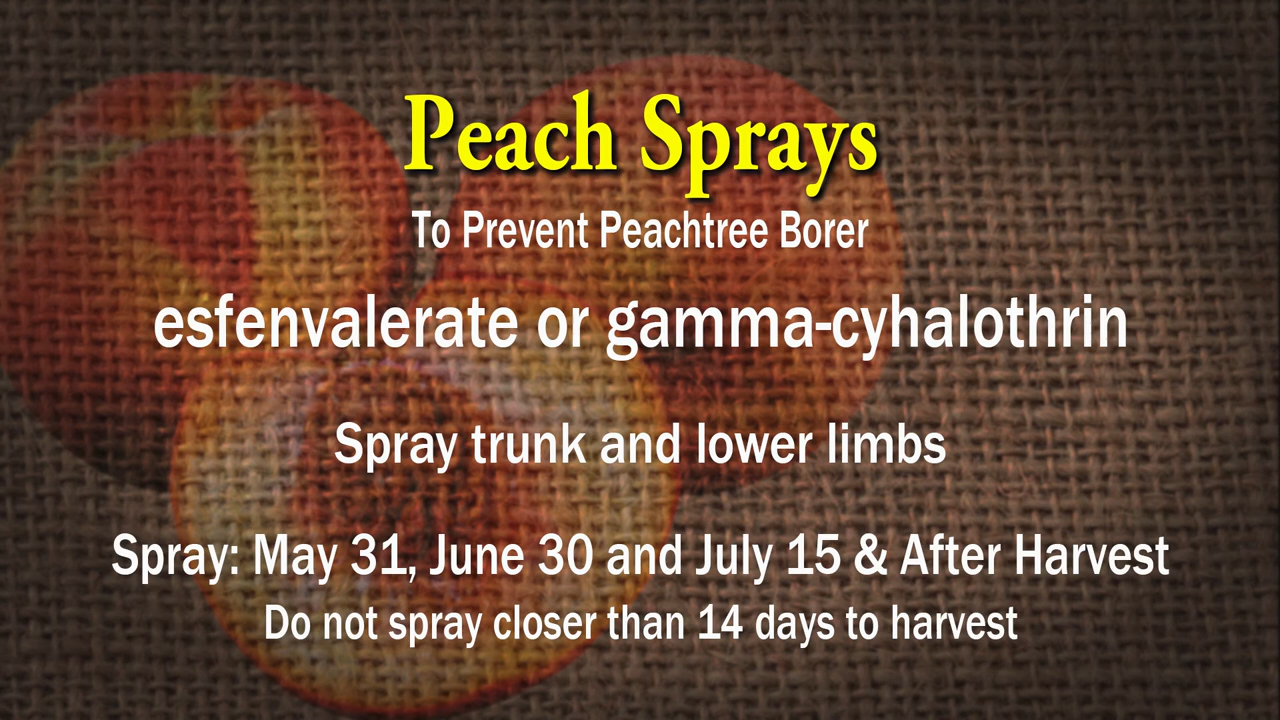 Peach Sprays
To Prevent Peachtree Borer
esfenvalerate or gamma-cyhalothrin
Spray trunk and lower limbs
Spray: May 31, June 30 and July 15 & After Harvest
Do not spray closer than 14 days to harvest